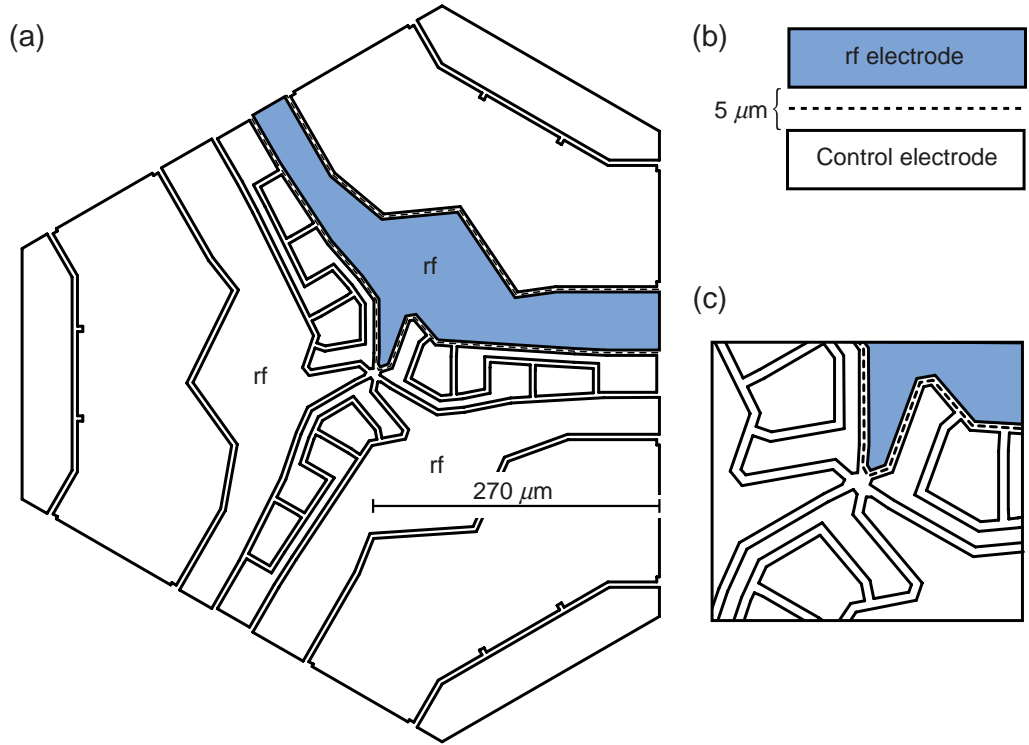 (a)
rf
rf
rf
270 μm
(b)
rf electrode
5 μm
Control electrode
(c)